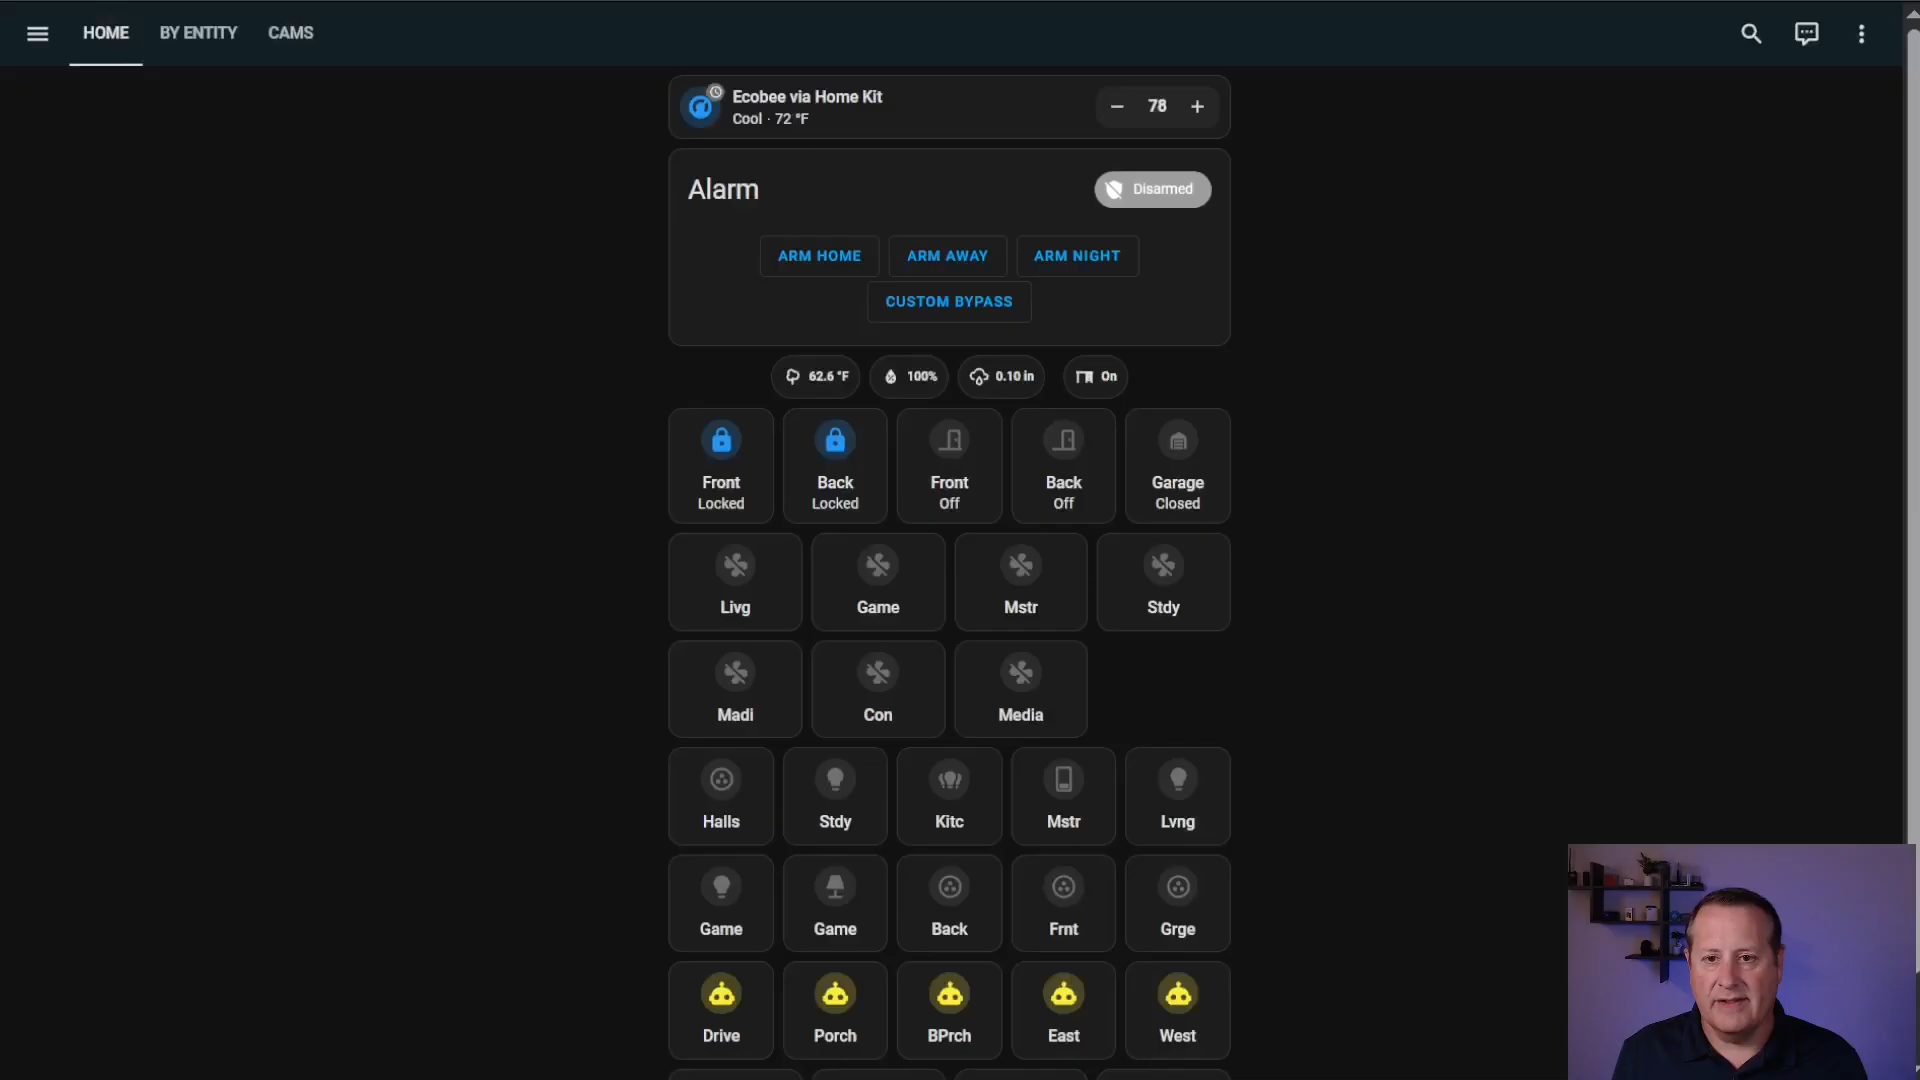 HOME
BY ENTITY
CAMS
Ecobee via Home Kit
Cool · 72 °F
− 78 +
Alarm
Disarmed
ARM HOME
ARM AWAY
ARM NIGHT
CUSTOM BYPASS
62.6 °F
100%
0.10 in
On
Front
Locked
Back
Locked
Front
Off
Back
Off
Garage
Closed
Livg
Game
Mstr
Stdy
Madi
Con
Media
Halls
Stdy
Kitc
Mstr
Lvng
Game
Game
Back
Frnt
Grge
Drive
Porch
BPrch
East
West